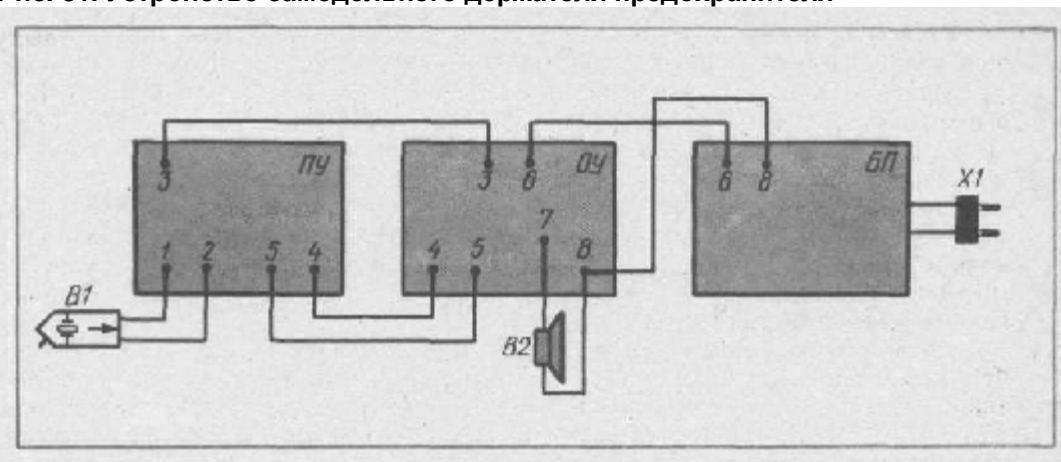 Устройство самодельного держателя предохранителя
3 ПУ 3 6 ОУ 6 8 БП X1
7
1 2 5 4 4 5 8
B1
B2